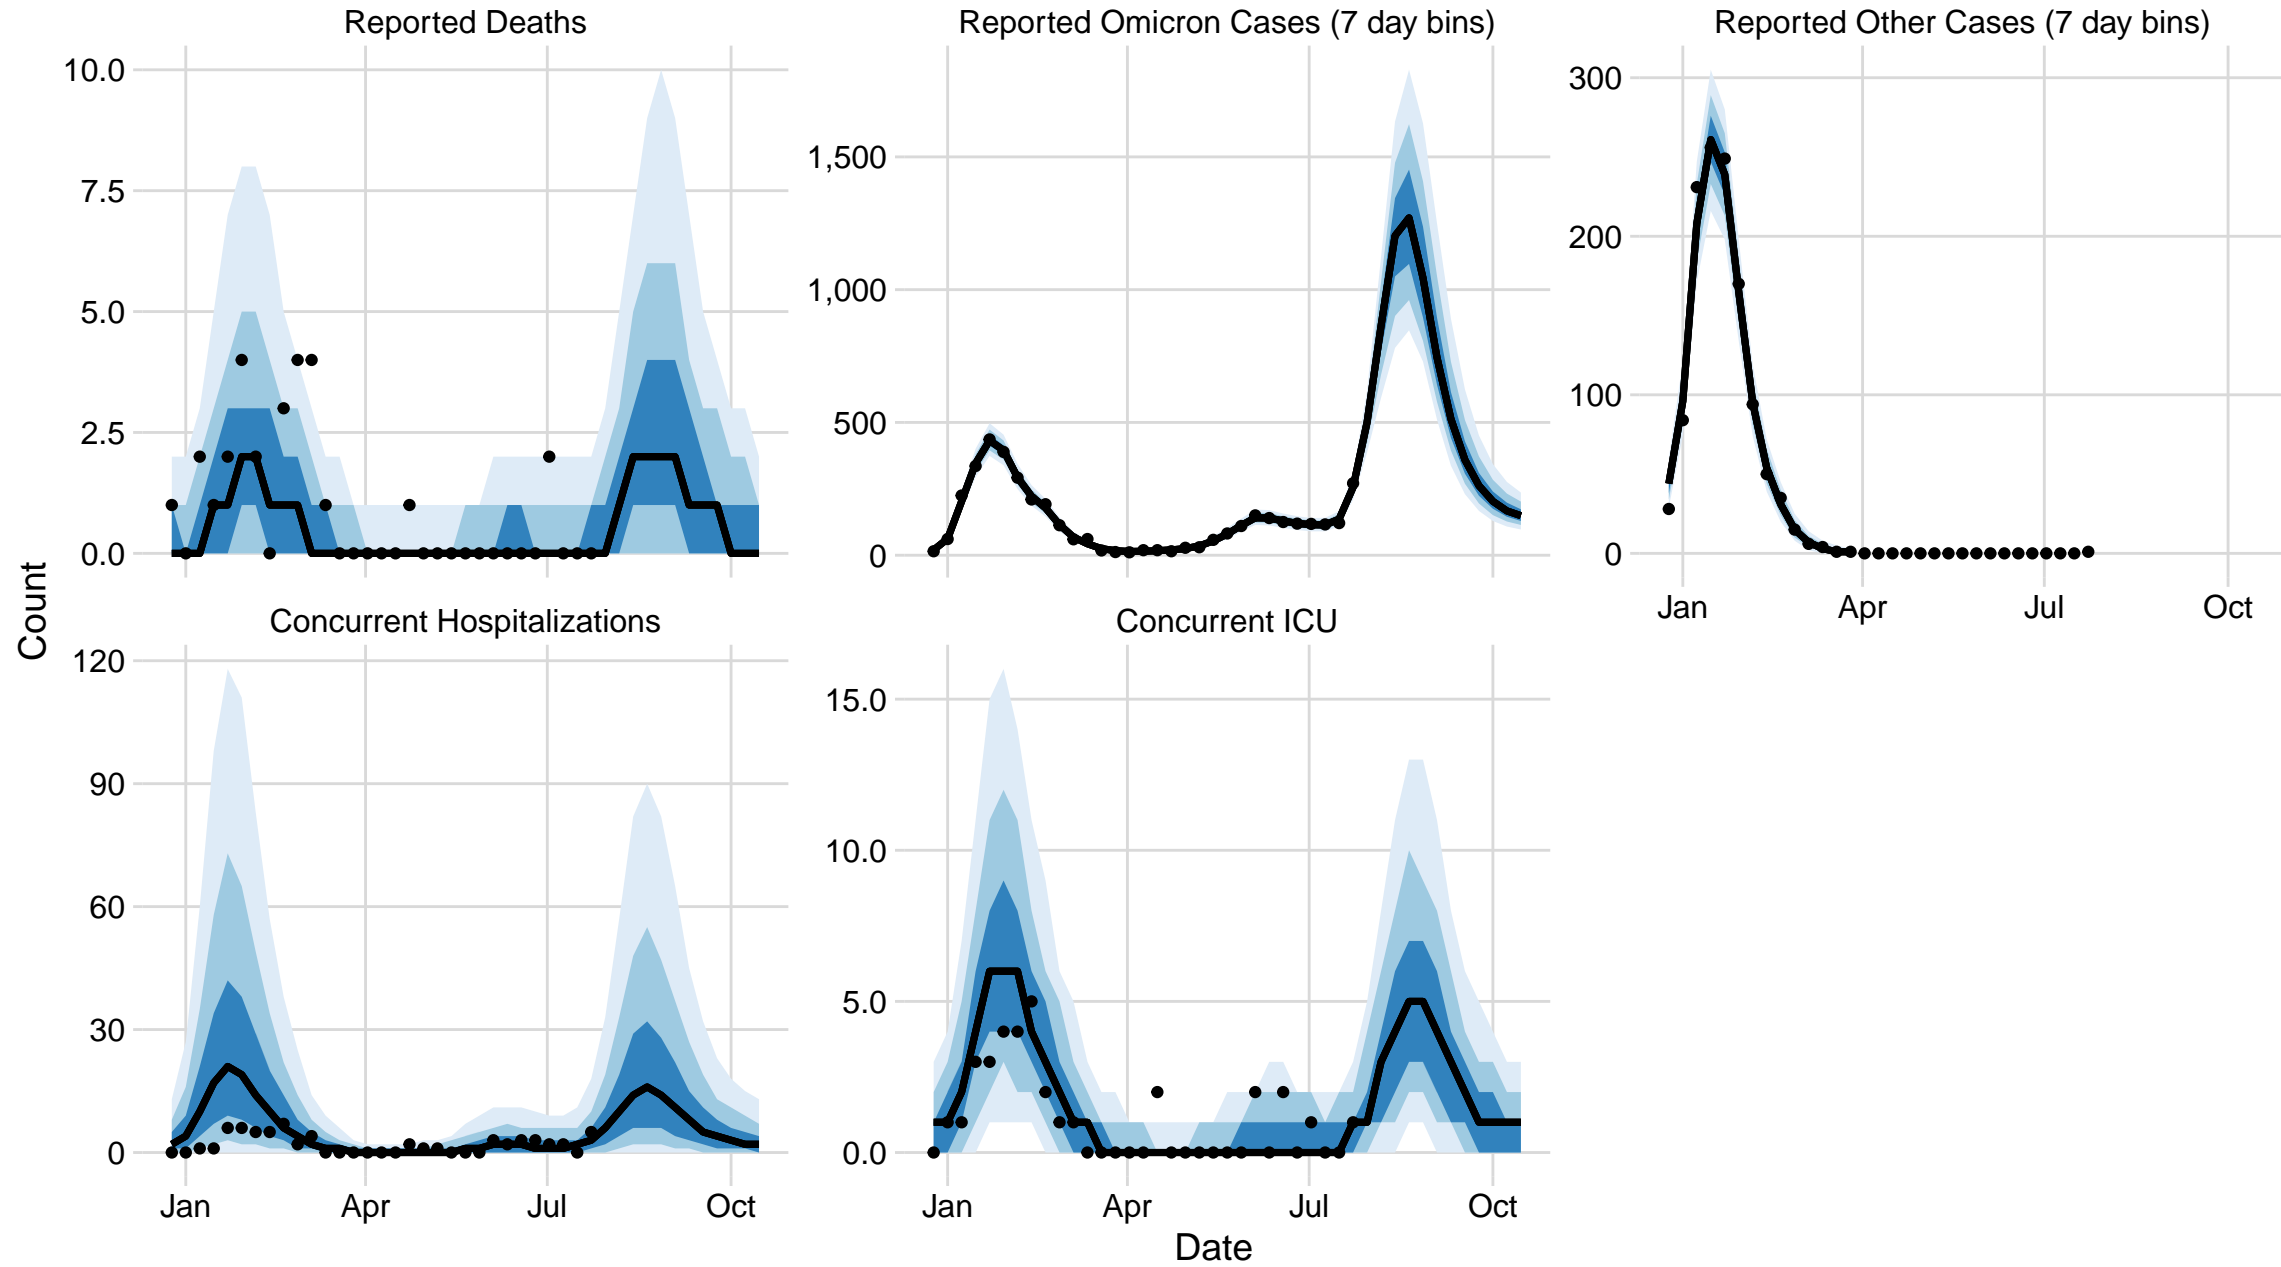 Reported Deaths
Reported Omicron Cases (7 day bins)
Reported Other Cases (7 day bins)
10.0
7.5
5.0
2.5
0.0
1,500
1,000
500
0
300
200
100
0
Jan Apr Jul Oct
Count
Concurrent Hospitalizations
Concurrent ICU
120
90
60
30
0
15.0
10.0
5.0
0.0
Jan Apr Jul Oct
Jan Apr Jul Oct
Date